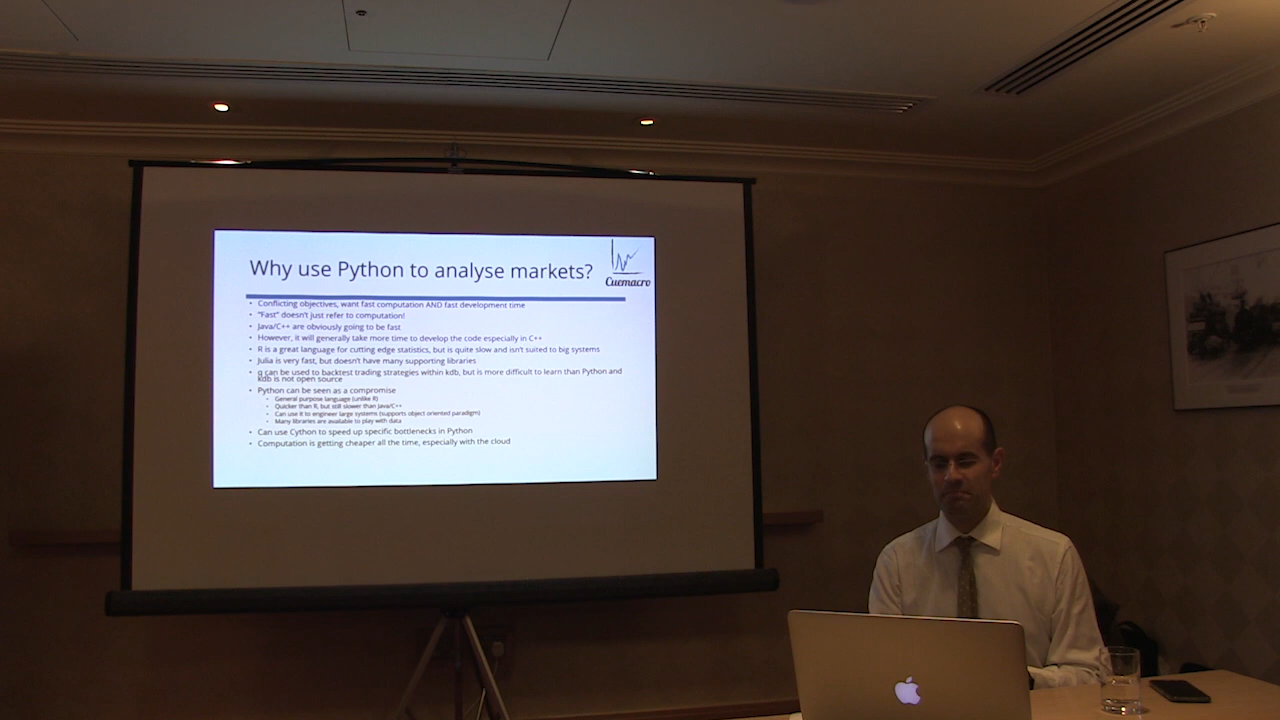 Why use Python to analyse markets?
Cuemacro
• Conflicting objectives, want fast computation AND fast development time
• "Fast" doesn't just refer to computation!
• Java/C++ are obviously going to be fast
• However, it will generally take more time to develop the code especially in C++
• R is a great language for cutting edge statistics, but is quite slow and isn't suited to big systems
• Julia is very fast, but doesn't have many supporting libraries
• q can be used to backtest trading strategies within kdb, but is more difficult to learn than Python and
kdb is not open source
• Python can be seen as a compromise
• General purpose language (unlike R)
• Quicker than R, but still slower than Java/C++
• Can use it to engineer large systems (supports object oriented paradigm)
• Many libraries are available to play with data
• Can use Cython to speed up specific bottlenecks in Python
• Computation is getting cheaper all the time, especially with the cloud